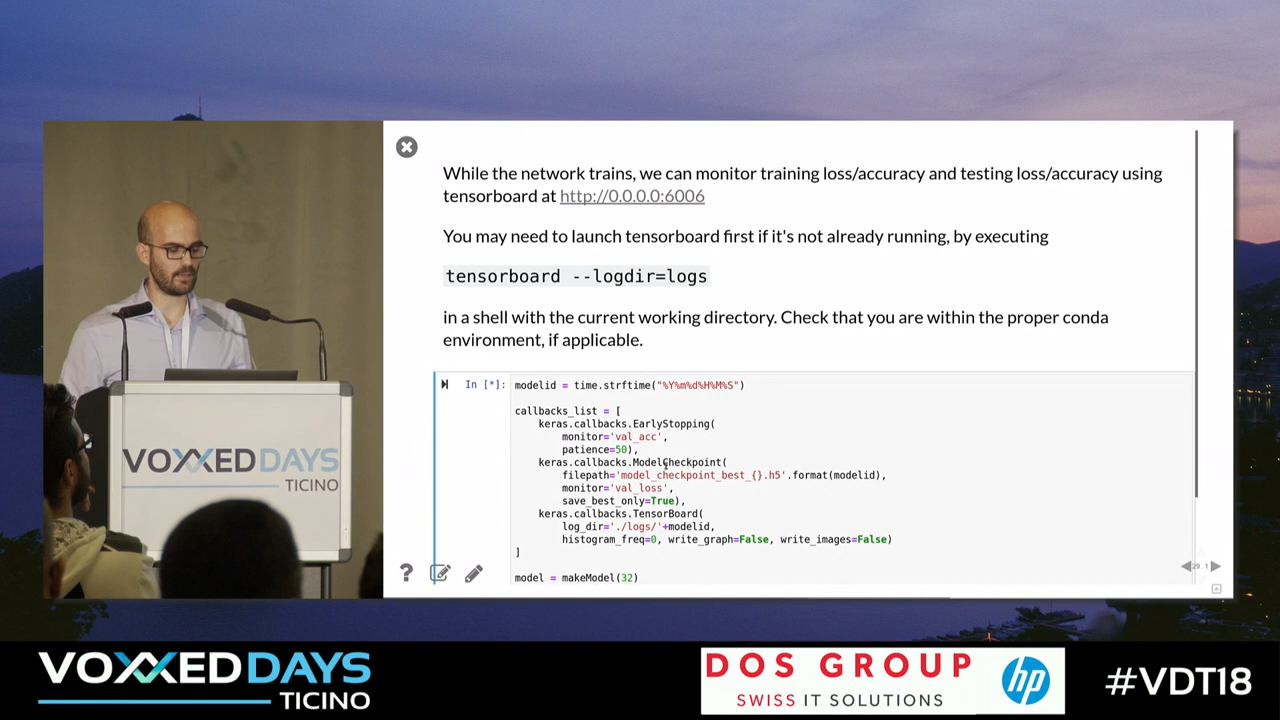 While the network trains, we can monitor training loss/accuracy and testing loss/accuracy using
tensorboard at http://0.0.0.0:6006
You may need to launch tensorboard first if it's not already running, by executing
tensorboard --logdir=logs
in a shell with the current working directory. Check that you are within the proper conda
environment, if applicable.
In [*]:
modelid = time.strftime("%Y%m%d%H%M%S")
callbacks_list = [
keras.callbacks.EarlyStopping(
monitor='val_acc',
patience=50),
keras.callbacks.ModelCheckpoint(
filepath='model_checkpoint_best_{}.h5'.format(modelid),
monitor='val_loss',
save_best_only=True),
keras.callbacks.TensorBoard(
log_dir='./logs/'+modelid,
histogram_freq=0, write_graph=False, write_images=False)
]
model = makeModel(32)
?
29.1
VOXXED DAYS
TICINO
VOXXED DAYS
TICINO
DOS GROUP
SWISS IT SOLUTIONS
hp
#VDT18